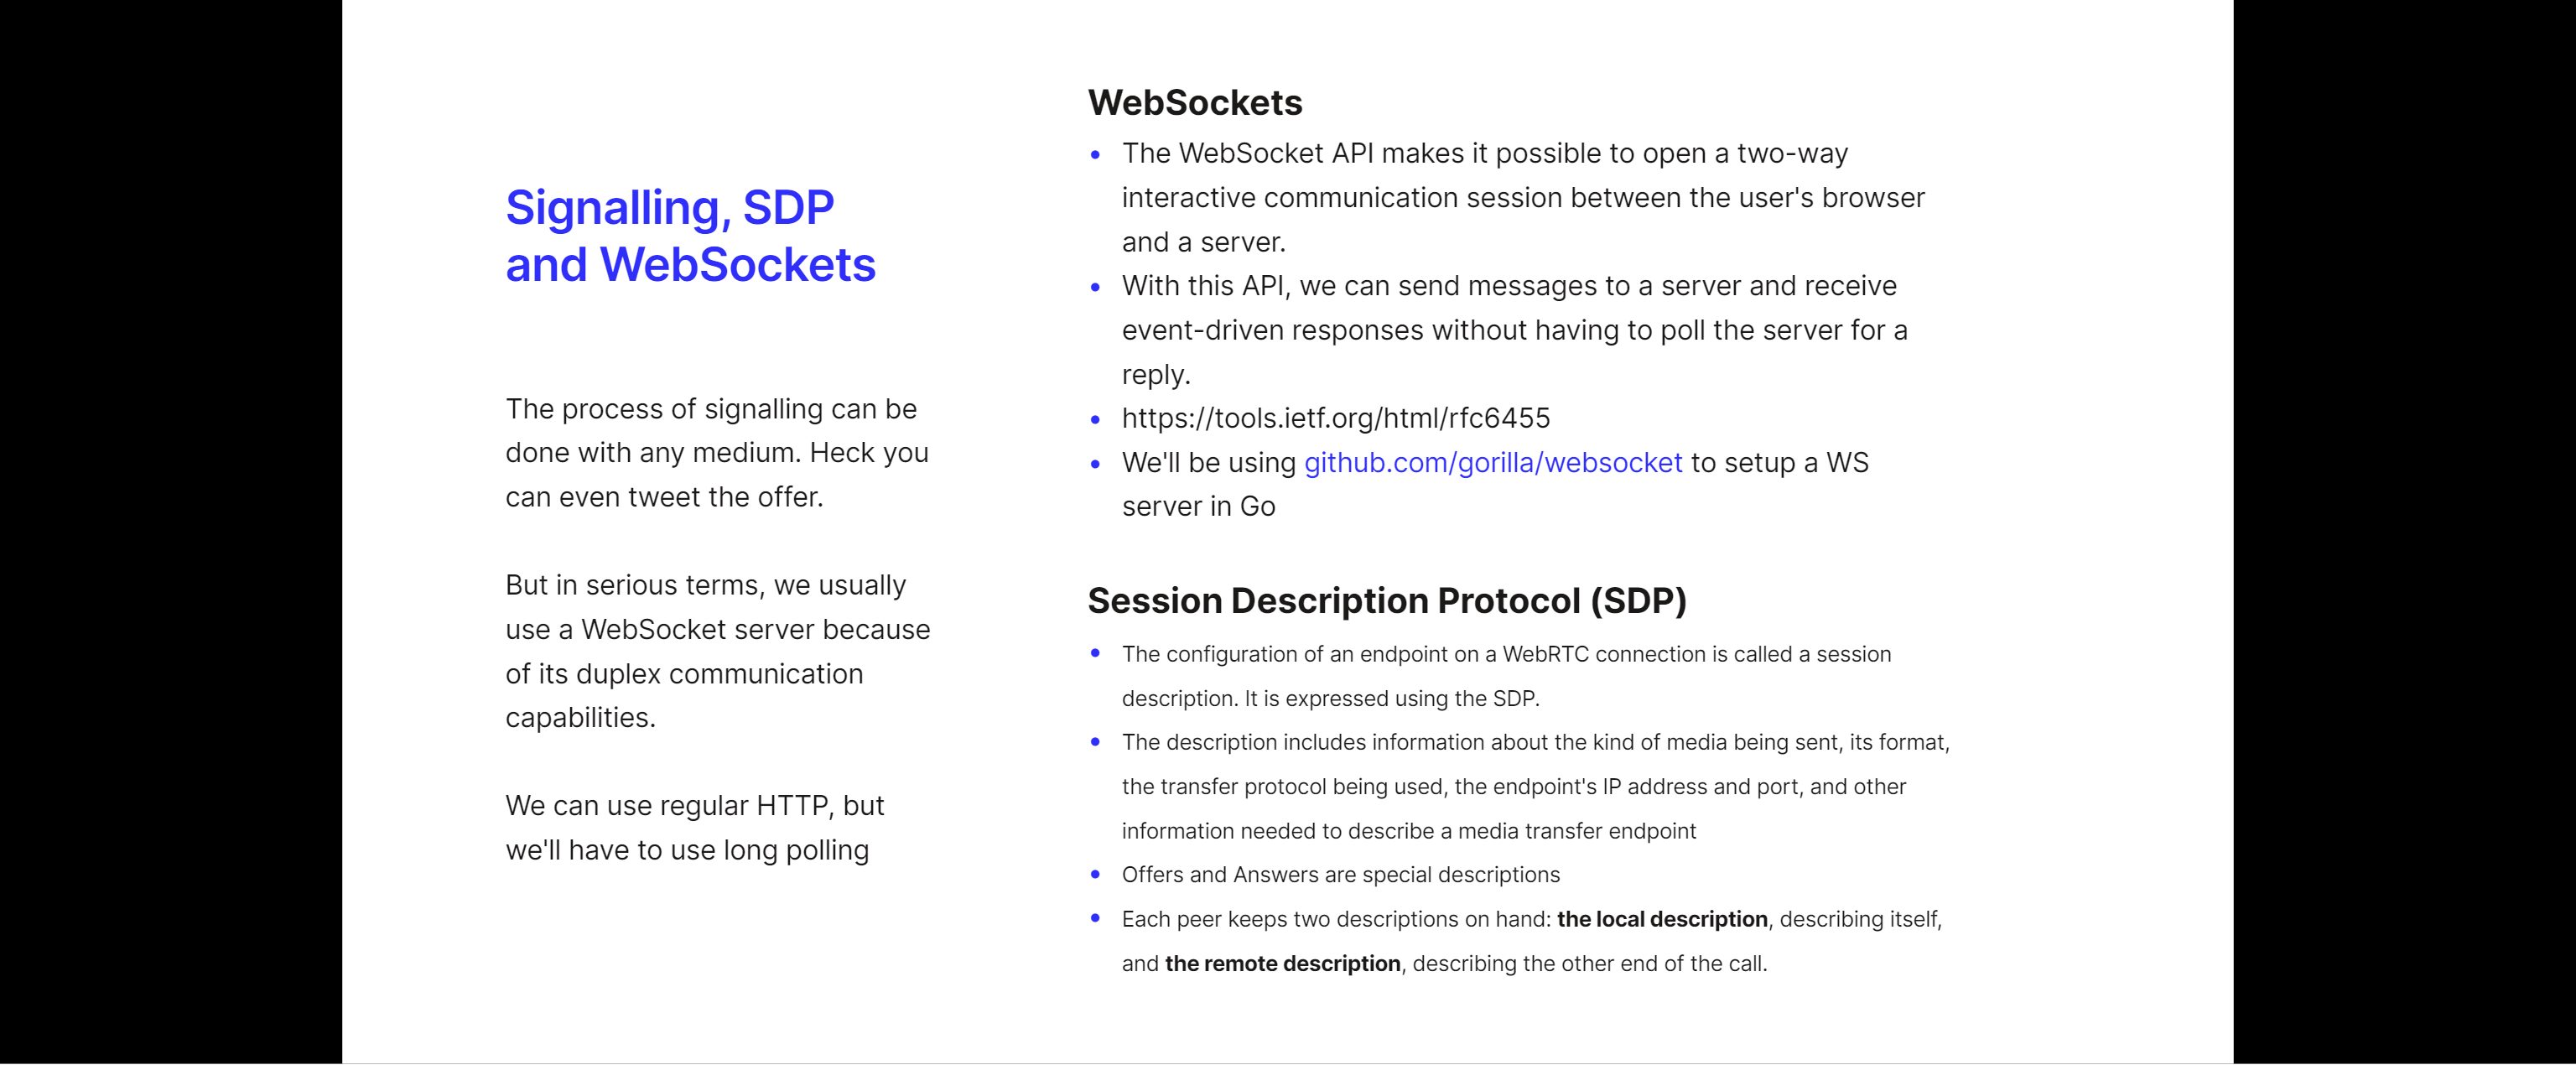 Signalling, SDP
and WebSockets
The process of signalling can be
done with any medium. Heck you
can even tweet the offer.
But in serious terms, we usually
use a WebSocket server because
of its duplex communication
capabilities.
We can use regular HTTP, but
we'll have to use long polling
WebSockets
• The WebSocket API makes it possible to open a two-way
interactive communication session between the user's browser
and a server.
• With this API, we can send messages to a server and receive
event-driven responses without having to poll the server for a
reply.
• https://tools.ietf.org/html/rfc6455
• We'll be using github.com/gorilla/websocket to setup a WS
server in Go
Session Description Protocol (SDP)
• The configuration of an endpoint on a WebRTC connection is called a session
description. It is expressed using the SDP.
• The description includes information about the kind of media being sent, its format,
the transfer protocol being used, the endpoint's IP address and port, and other
information needed to describe a media transfer endpoint
• Offers and Answers are special descriptions
• Each peer keeps two descriptions on hand: the local description, describing itself,
and the remote description, describing the other end of the call.